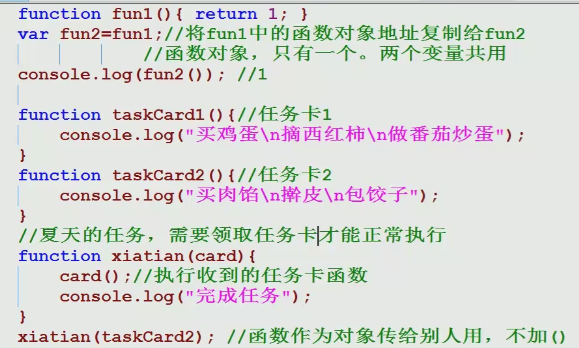 function fun1(){ return 1; }
var fun2=fun1;//将fun1中的函数对象地址复制给fun2
//函数对象，只有一个。两个变量共用
console.log(fun2()); //1
function taskCard1(){//任务卡1
console.log("买鸡蛋\n摘西红柿\n做番茄炒蛋");
}
function taskCard2(){//任务卡2
console.log("买肉馅\n擀皮\n包饺子");
}
//夏天的任务，需要领取任务卡才能正常执行
function xiatian(card){
card();//执行收到的任务卡函数
console.log("完成任务");
}
xiatian(taskCard2); //函数作为对象传给别人用，不加()